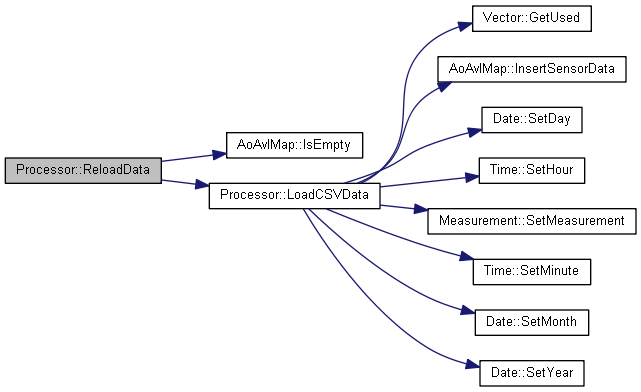 Processor::ReloadData
AoAvlMap::IsEmpty
Processor::LoadCSVData
Vector::GetUsed
AoAvlMap::InsertSensorData
Date::SetDay
Time::SetHour
Measurement::SetMeasurement
Time::SetMinute
Date::SetMonth
Date::SetYear